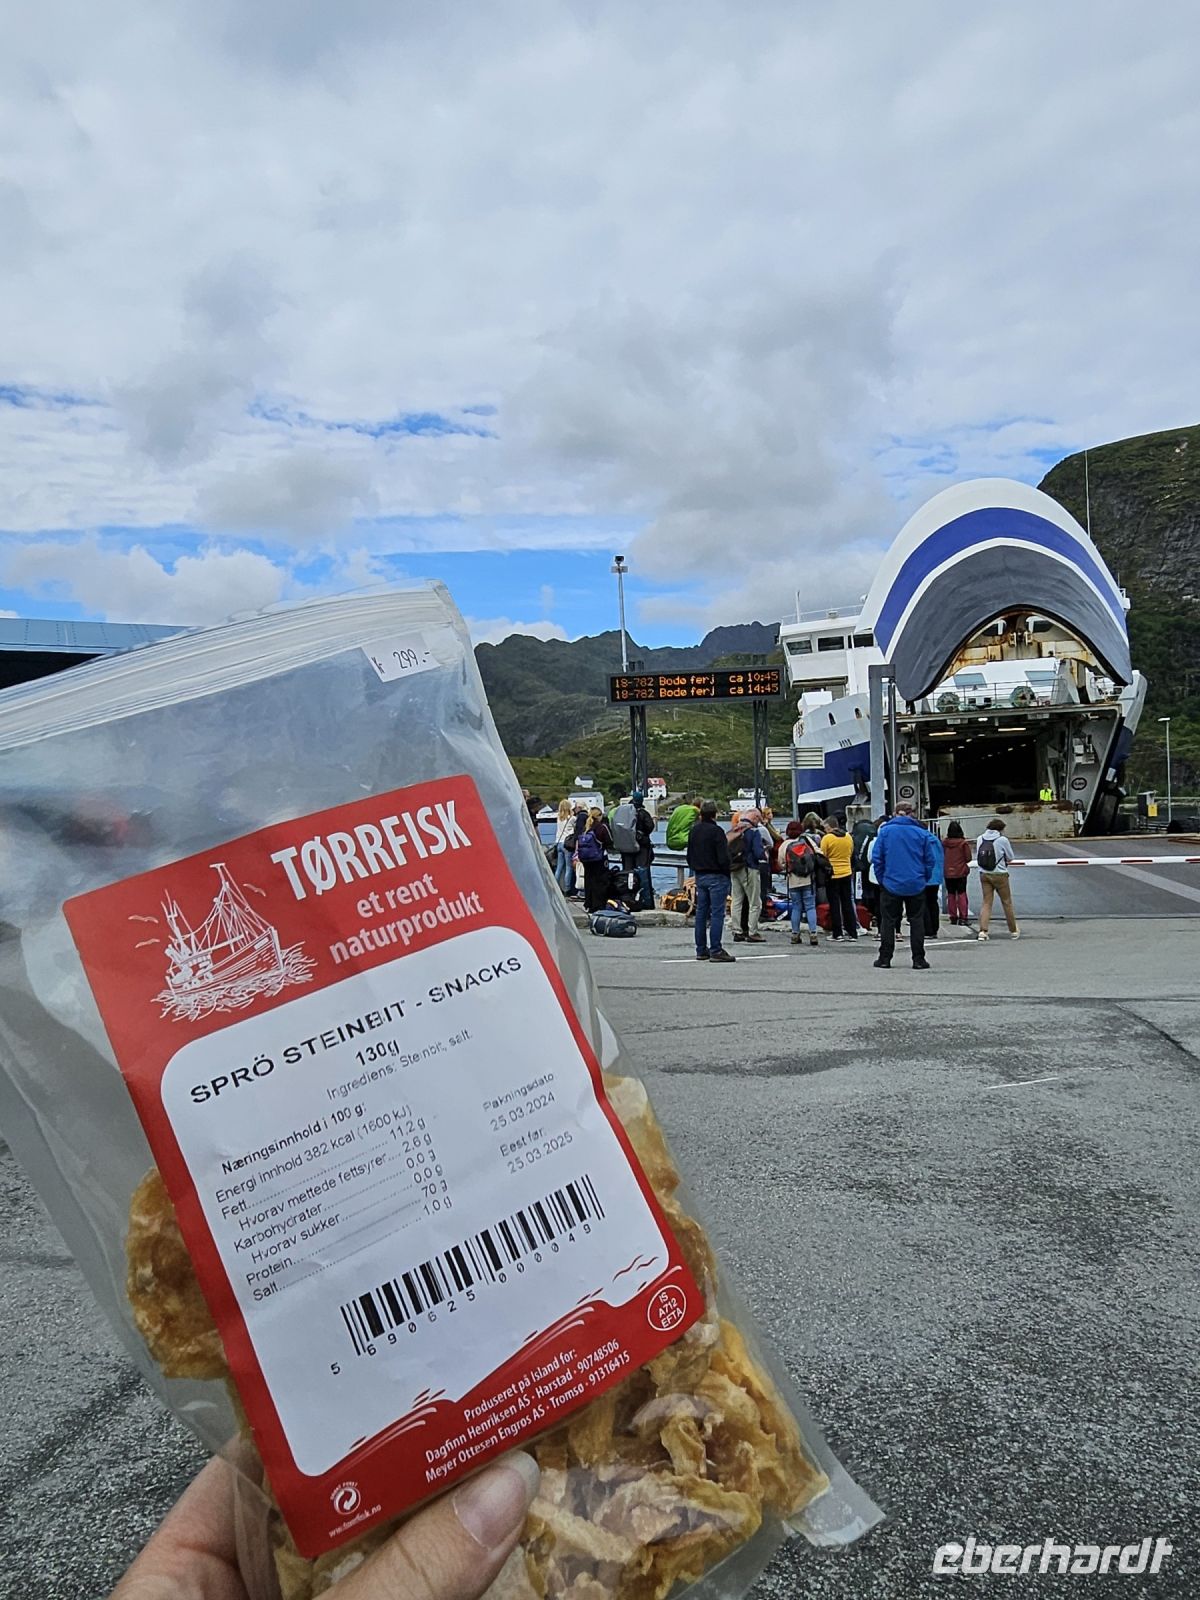 Kr 299.-
18-782 Bodø ferj ca 10:45
18-782 Bodø ferj ca 14:45
TØRRFISK
et rent
naturprodukt
SPRÖ STEINBIT - SNACKS
130g
Ingrediens: Steinbit, salt.
Næringsinnhold i 100 g:
Energi innhold 382 kcal (1600 kJ)
Fett.................... 11,2 g
Hvorav mettede fettsyrer.... 2,6 g
Karbohydrater............... 0,0 g
Hvorav sukker............... 0,0 g
Protein..................... 70 g
Salt........................ 1,0 g
Pakningsdato
25.03.2024
Best før:
25.03.2025
5 690625 000049
IS
A712
EFTA
Produseret på Island for:
Dagfinn Henriksen AS - Harstad - 90748506
Meyer Ottesen Engros AS - Tromsø - 91316415
eberhardt